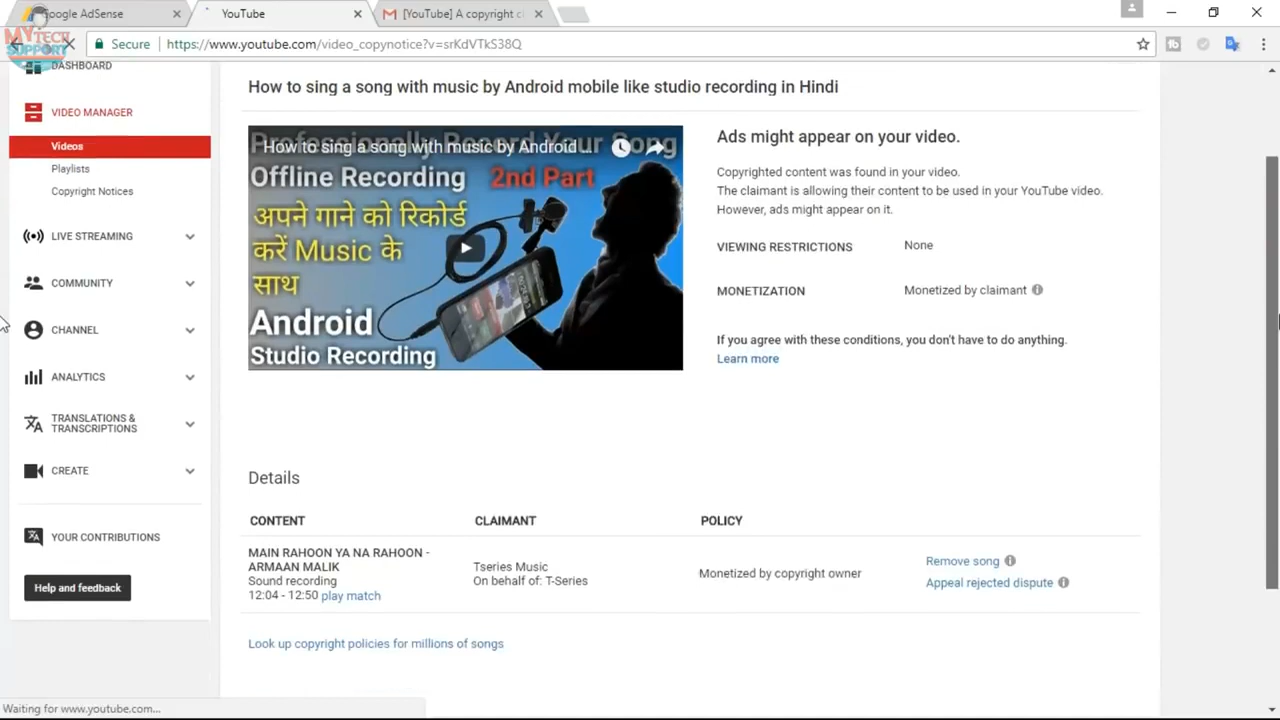 Google AdSense
YouTube
[YouTube] A copyright c
MY TECH SUPPORT
Secure https://www.youtube.com/video_copynotice?v=srKdVTkS38Q
DASHBOARD
VIDEO MANAGER
Videos
Playlists
Copyright Notices
LIVE STREAMING
COMMUNITY
CHANNEL
ANALYTICS
TRANSLATIONS &
TRANSCRIPTIONS
CREATE
YOUR CONTRIBUTIONS
Help and feedback
How to sing a song with music by Android mobile like studio recording in Hindi
Professionally Record Your Song
How to sing a song with music by Android ...
Offline Recording 2nd Part
अपने गाने को रिकोर्ड
करें Music के
साथ
Android
Studio Recording
Ads might appear on your video.
Copyrighted content was found in your video.
The claimant is allowing their content to be used in your YouTube video.
However, ads might appear on it.
VIEWING RESTRICTIONS None
MONETIZATION Monetized by claimant
If you agree with these conditions, you don't have to do anything.
Learn more
Details
CONTENT CLAIMANT POLICY
MAIN RAHOON YA NA RAHOON -
ARMAAN MALIK
Sound recording
12:04 - 12:50 play match
Tseries Music
On behalf of: T-Series
Monetized by copyright owner
Remove song
Appeal rejected dispute
Look up copyright policies for millions of songs
Waiting for www.youtube.com...